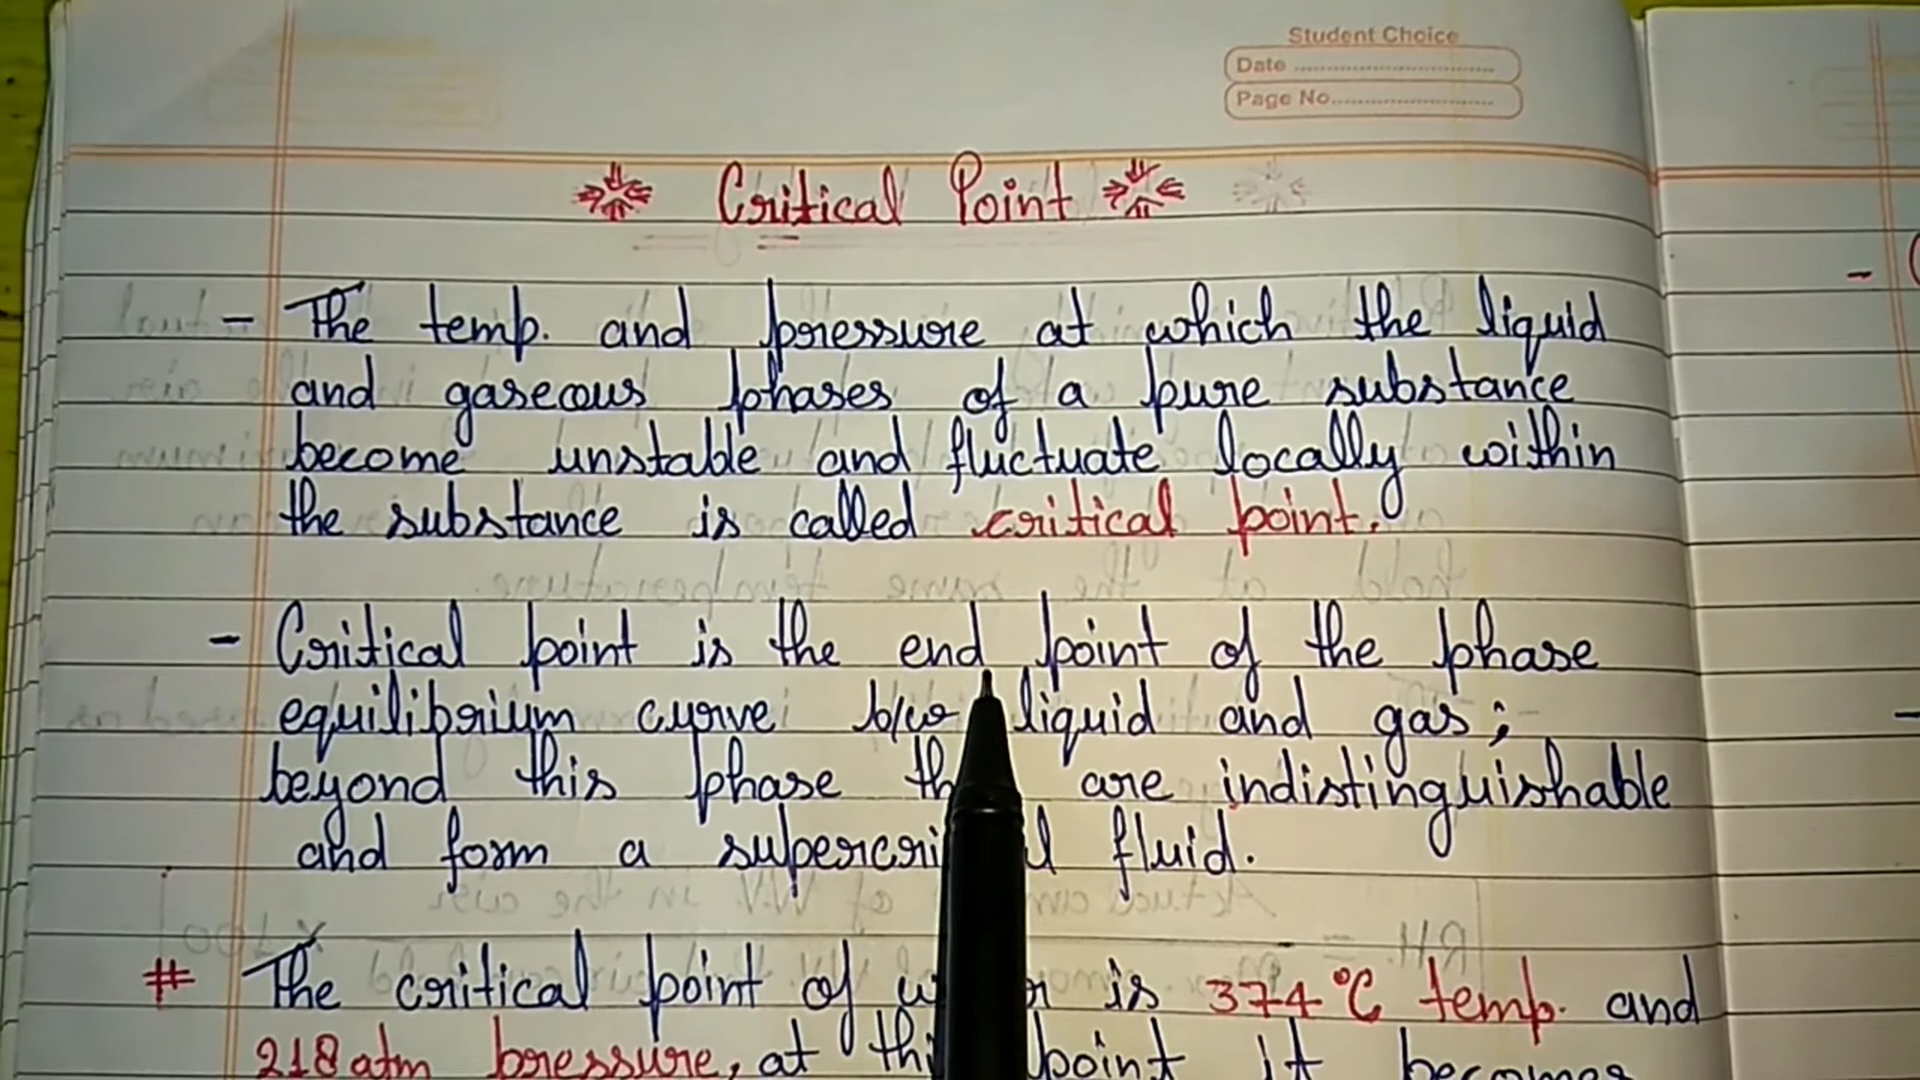 Student Choice
Date
Page No.
Critical Point
- The temp. and pressure at which the liquid
and gaseous phases of a pure substance
become unstable and fluctuate locally within
the substance is called critical point.
- Critical point is the end point of the phase
equilibrium curve b/w liquid and gas;
beyond this phase are indistinguishable
and form a fluid.
# The critical point of is 374°C temp. and
218 atm pressure, at point it becomes